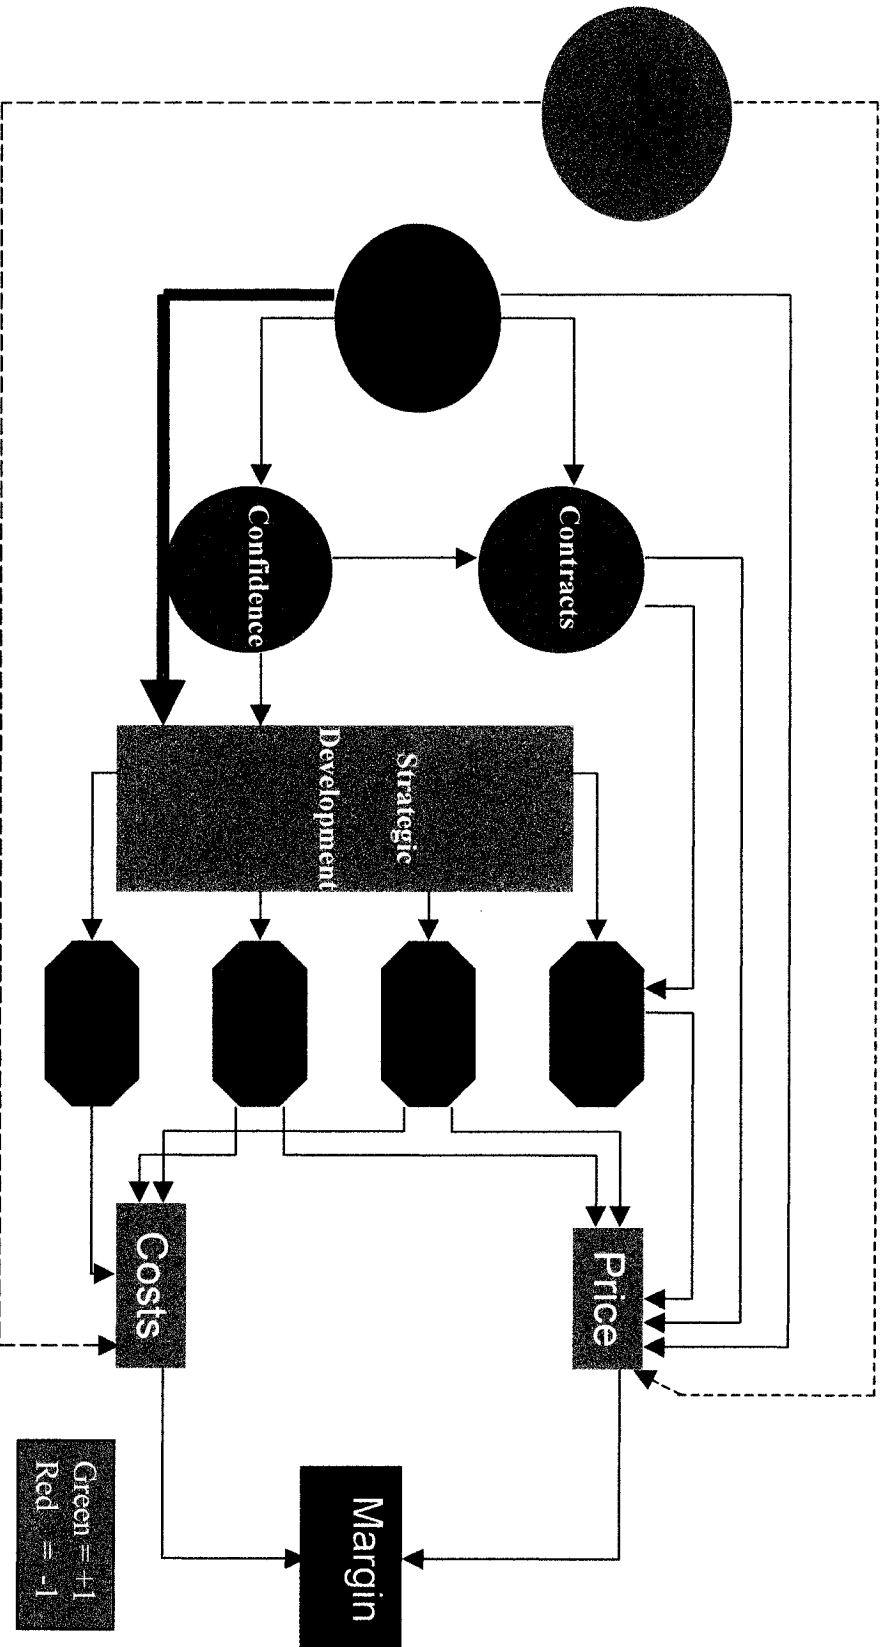 Contracts
Confidence
Strategic
Development
Price
Costs
Margin
Green = +1
Red = -1